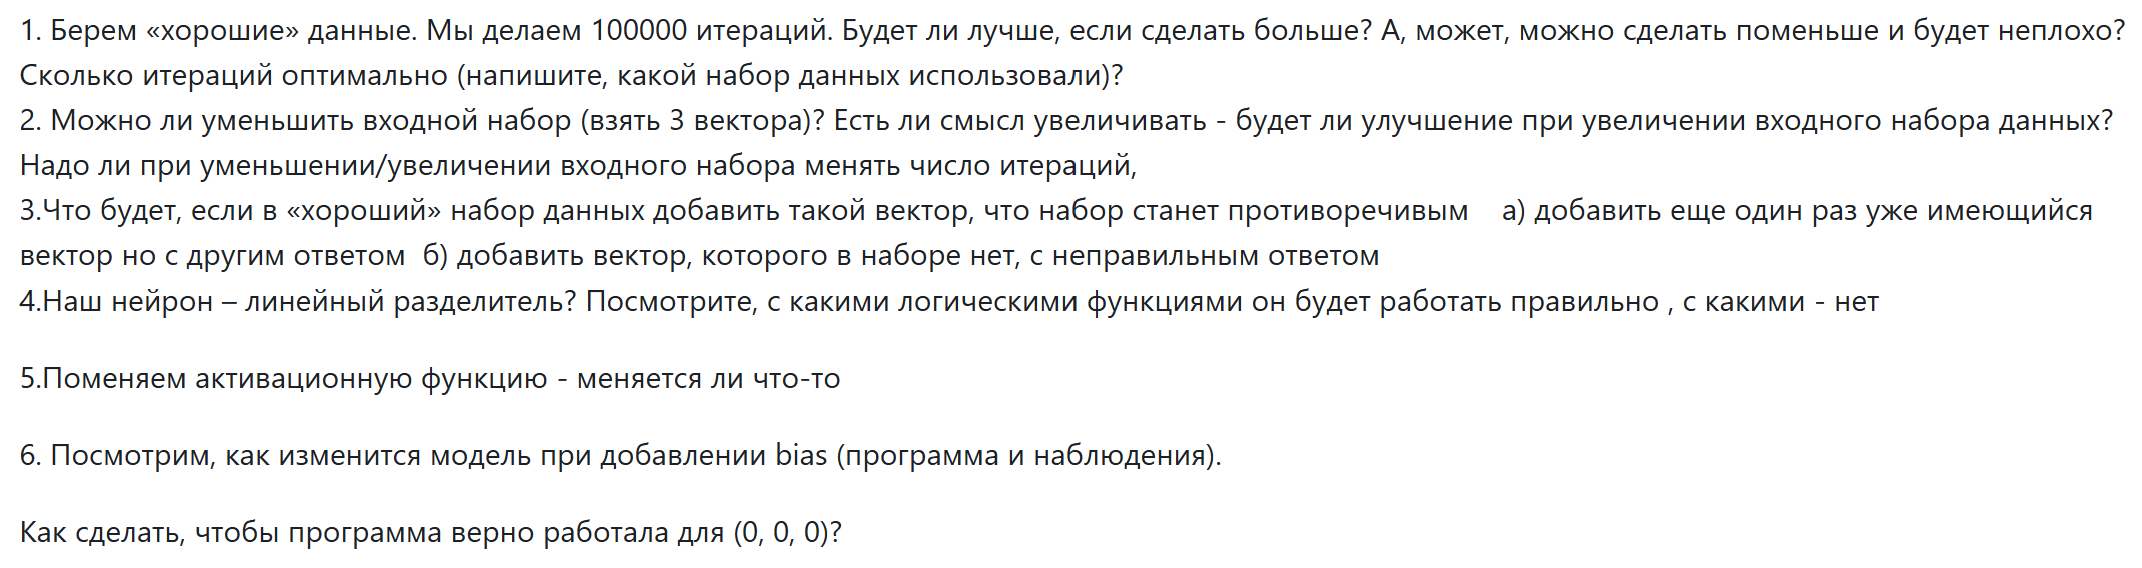 1. Берем «хорошие» данные. Мы делаем 100000 итераций. Будет ли лучше, если сделать больше? А, может, можно сделать поменьше и будет неплохо?
Сколько итераций оптимально (напишите, какой набор данных использовали)?
2. Можно ли уменьшить входной набор (взять 3 вектора)? Есть ли смысл увеличивать - будет ли улучшение при увеличении входного набора данных?
Надо ли при уменьшении/увеличении входного набора менять число итераций,
3.Что будет, если в «хороший» набор данных добавить такой вектор, что набор станет противоречивым    а) добавить еще один раз уже имеющийся
вектор но с другим ответом  б) добавить вектор, которого в наборе нет, с неправильным ответом
4.Наш нейрон – линейный разделитель? Посмотрите, с какими логическими функциями он будет работать правильно , с какими - нет
5.Поменяем активационную функцию - меняется ли что-то
6. Посмотрим, как изменится модель при добавлении bias (программа и наблюдения).
Как сделать, чтобы программа верно работала для (0, 0, 0)?